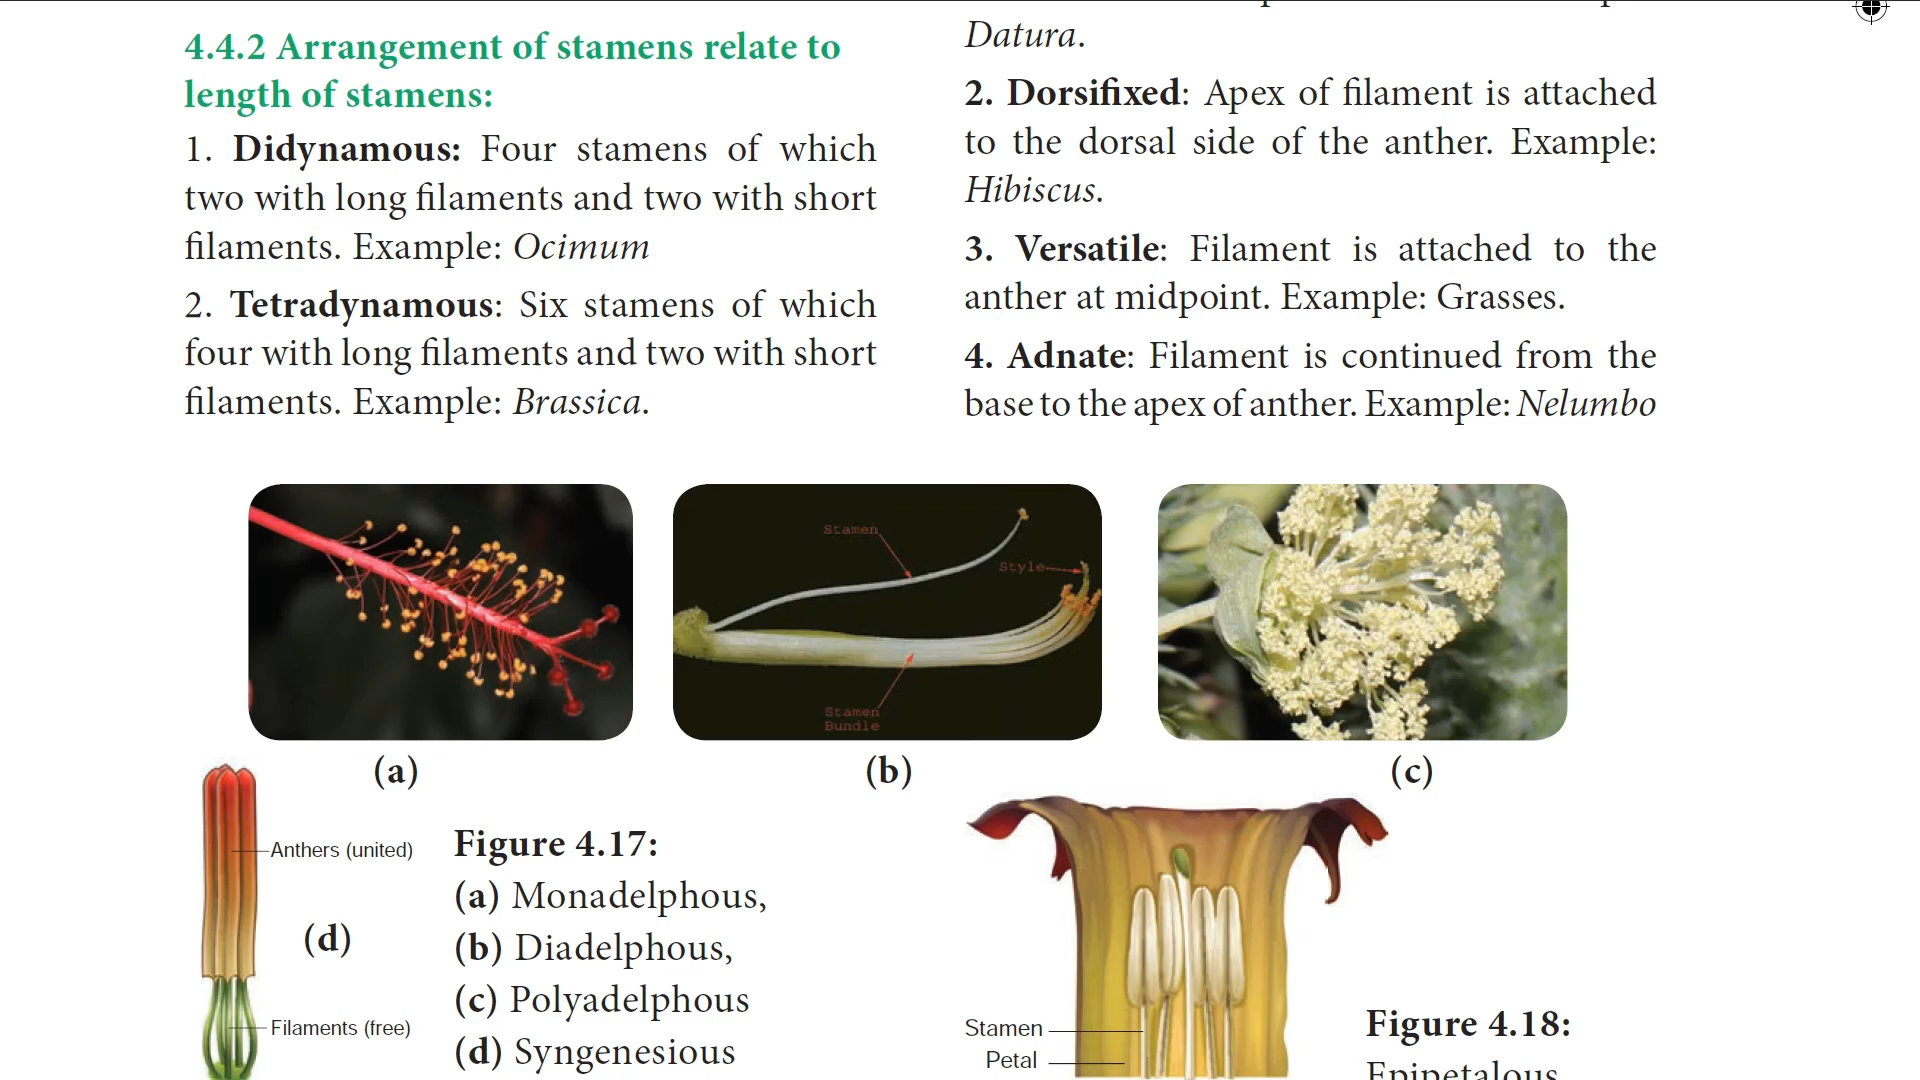 4.4.2 Arrangement of stamens relate to
length of stamens:
1. Didynamous: Four stamens of which
two with long filaments and two with short
filaments. Example: Ocimum
2. Tetradynamous: Six stamens of which
four with long filaments and two with short
filaments. Example: Brassica.
Datura.
2. Dorsifixed: Apex of filament is attached
to the dorsal side of the anther. Example:
Hibiscus.
3. Versatile: Filament is attached to the
anther at midpoint. Example: Grasses.
4. Adnate: Filament is continued from the
base to the apex of anther. Example: Nelumbo
Stamen
Style
Stamen
Bundle
(a)
(b)
(c)
Anthers (united)
(d)
Filaments (free)
Figure 4.17:
(a) Monadelphous,
(b) Diadelphous,
(c) Polyadelphous
(d) Syngenesious
Stamen
Petal
Figure 4.18:
Epipetalous